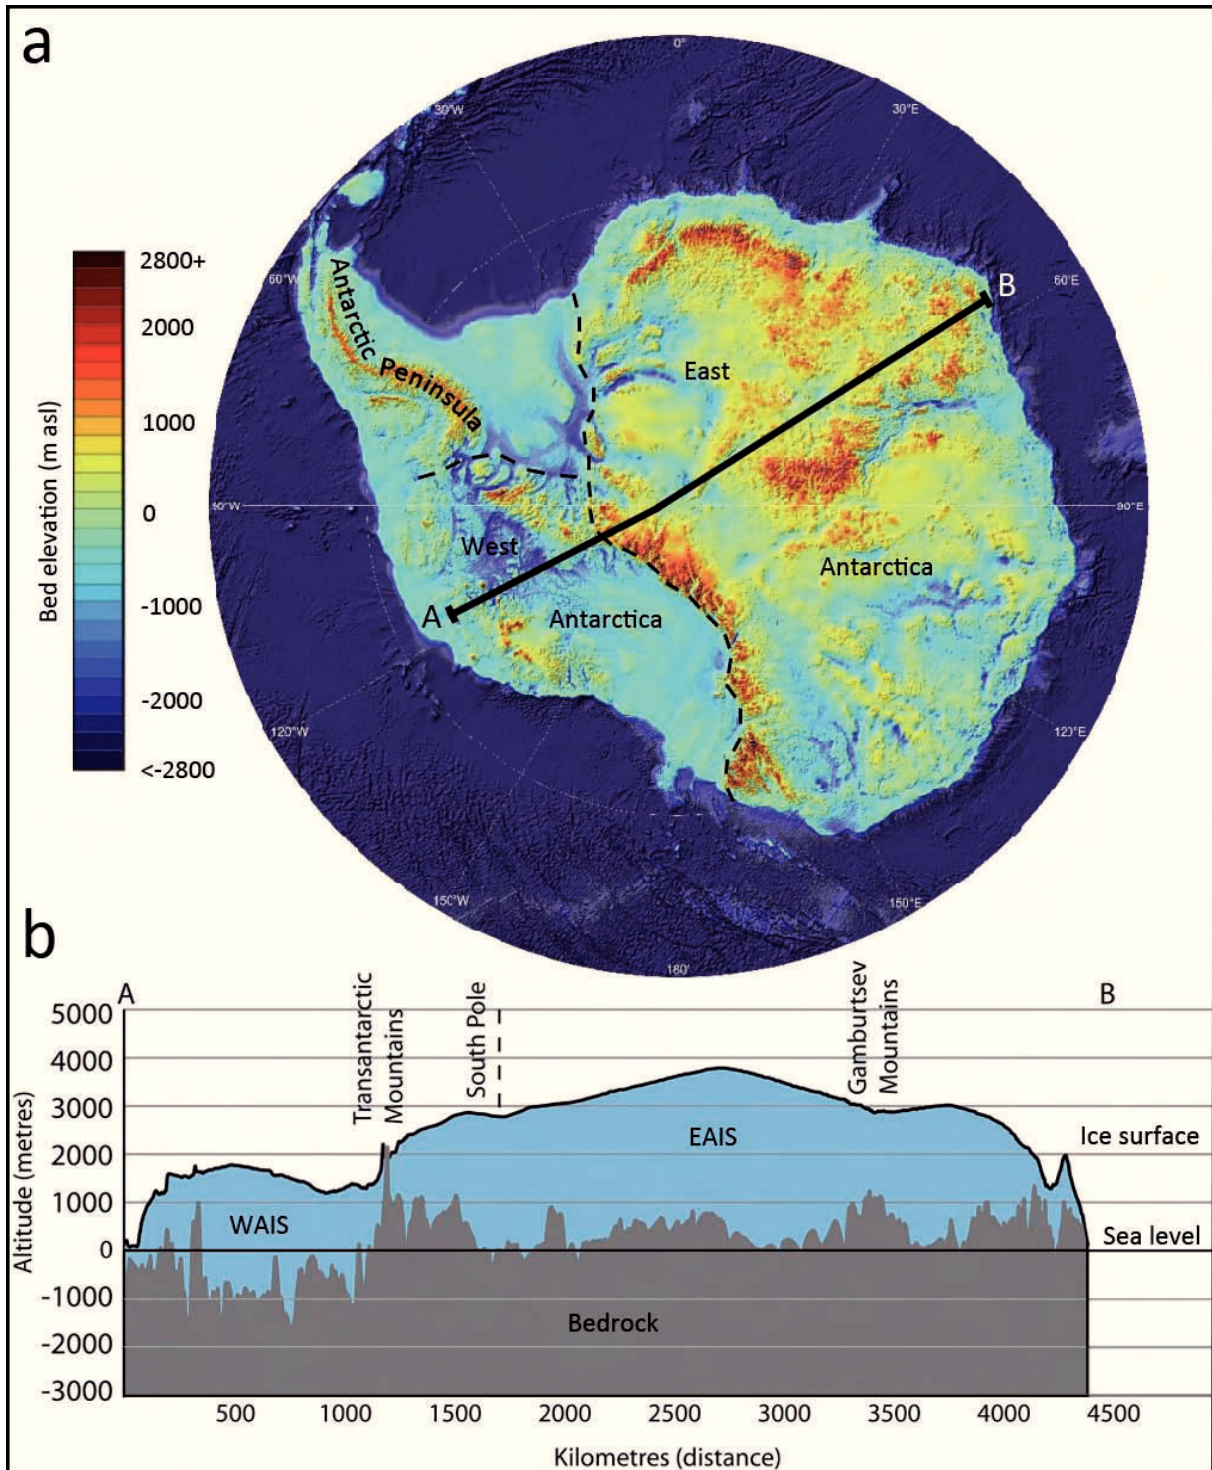 a
0°
30°W
30°E
2800+
2000
1000
0
-1000
-2000
<-2800
Bed elevation (m asl)
60°W
60°E
Antarctic Peninsula
B
East
90°E
West
Antarctica
A
Antarctica
120°W
120°E
150°W
150°E
180°
b
A
B
Transantarctic
Mountains
South Pole
Gamburtsev
Mountains
5000
4000
3000
2000
1000
0
-1000
-2000
-3000
Altitude (metres)
EAIS
Ice surface
WAIS
Sea level
Bedrock
500
1000
1500
2000
2500
3000
3500
4000
4500
Kilometres (distance)